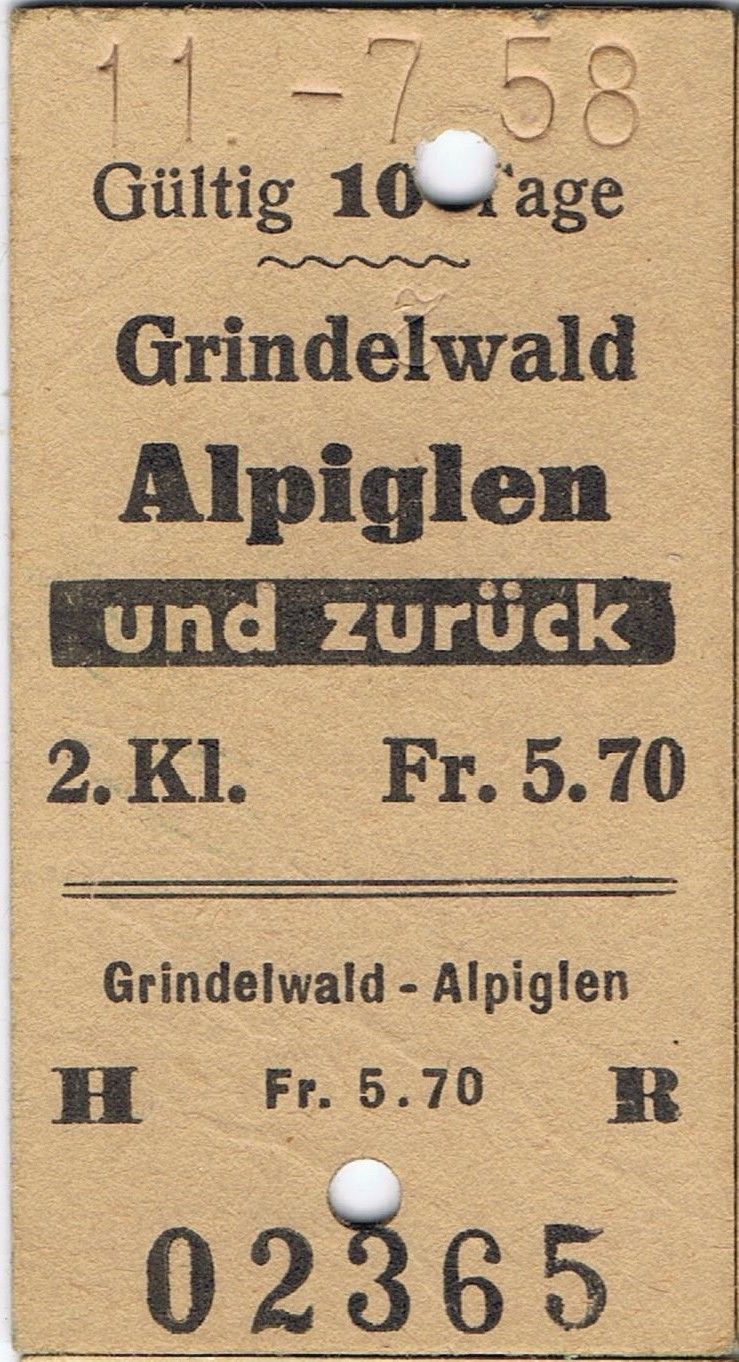 11.-7.58
Gültig 10 Tage
Grindelwald
Alpiglen
und zurück
2. Kl. Fr. 5.70
Grindelwald - Alpiglen
H Fr. 5.70 R
02365